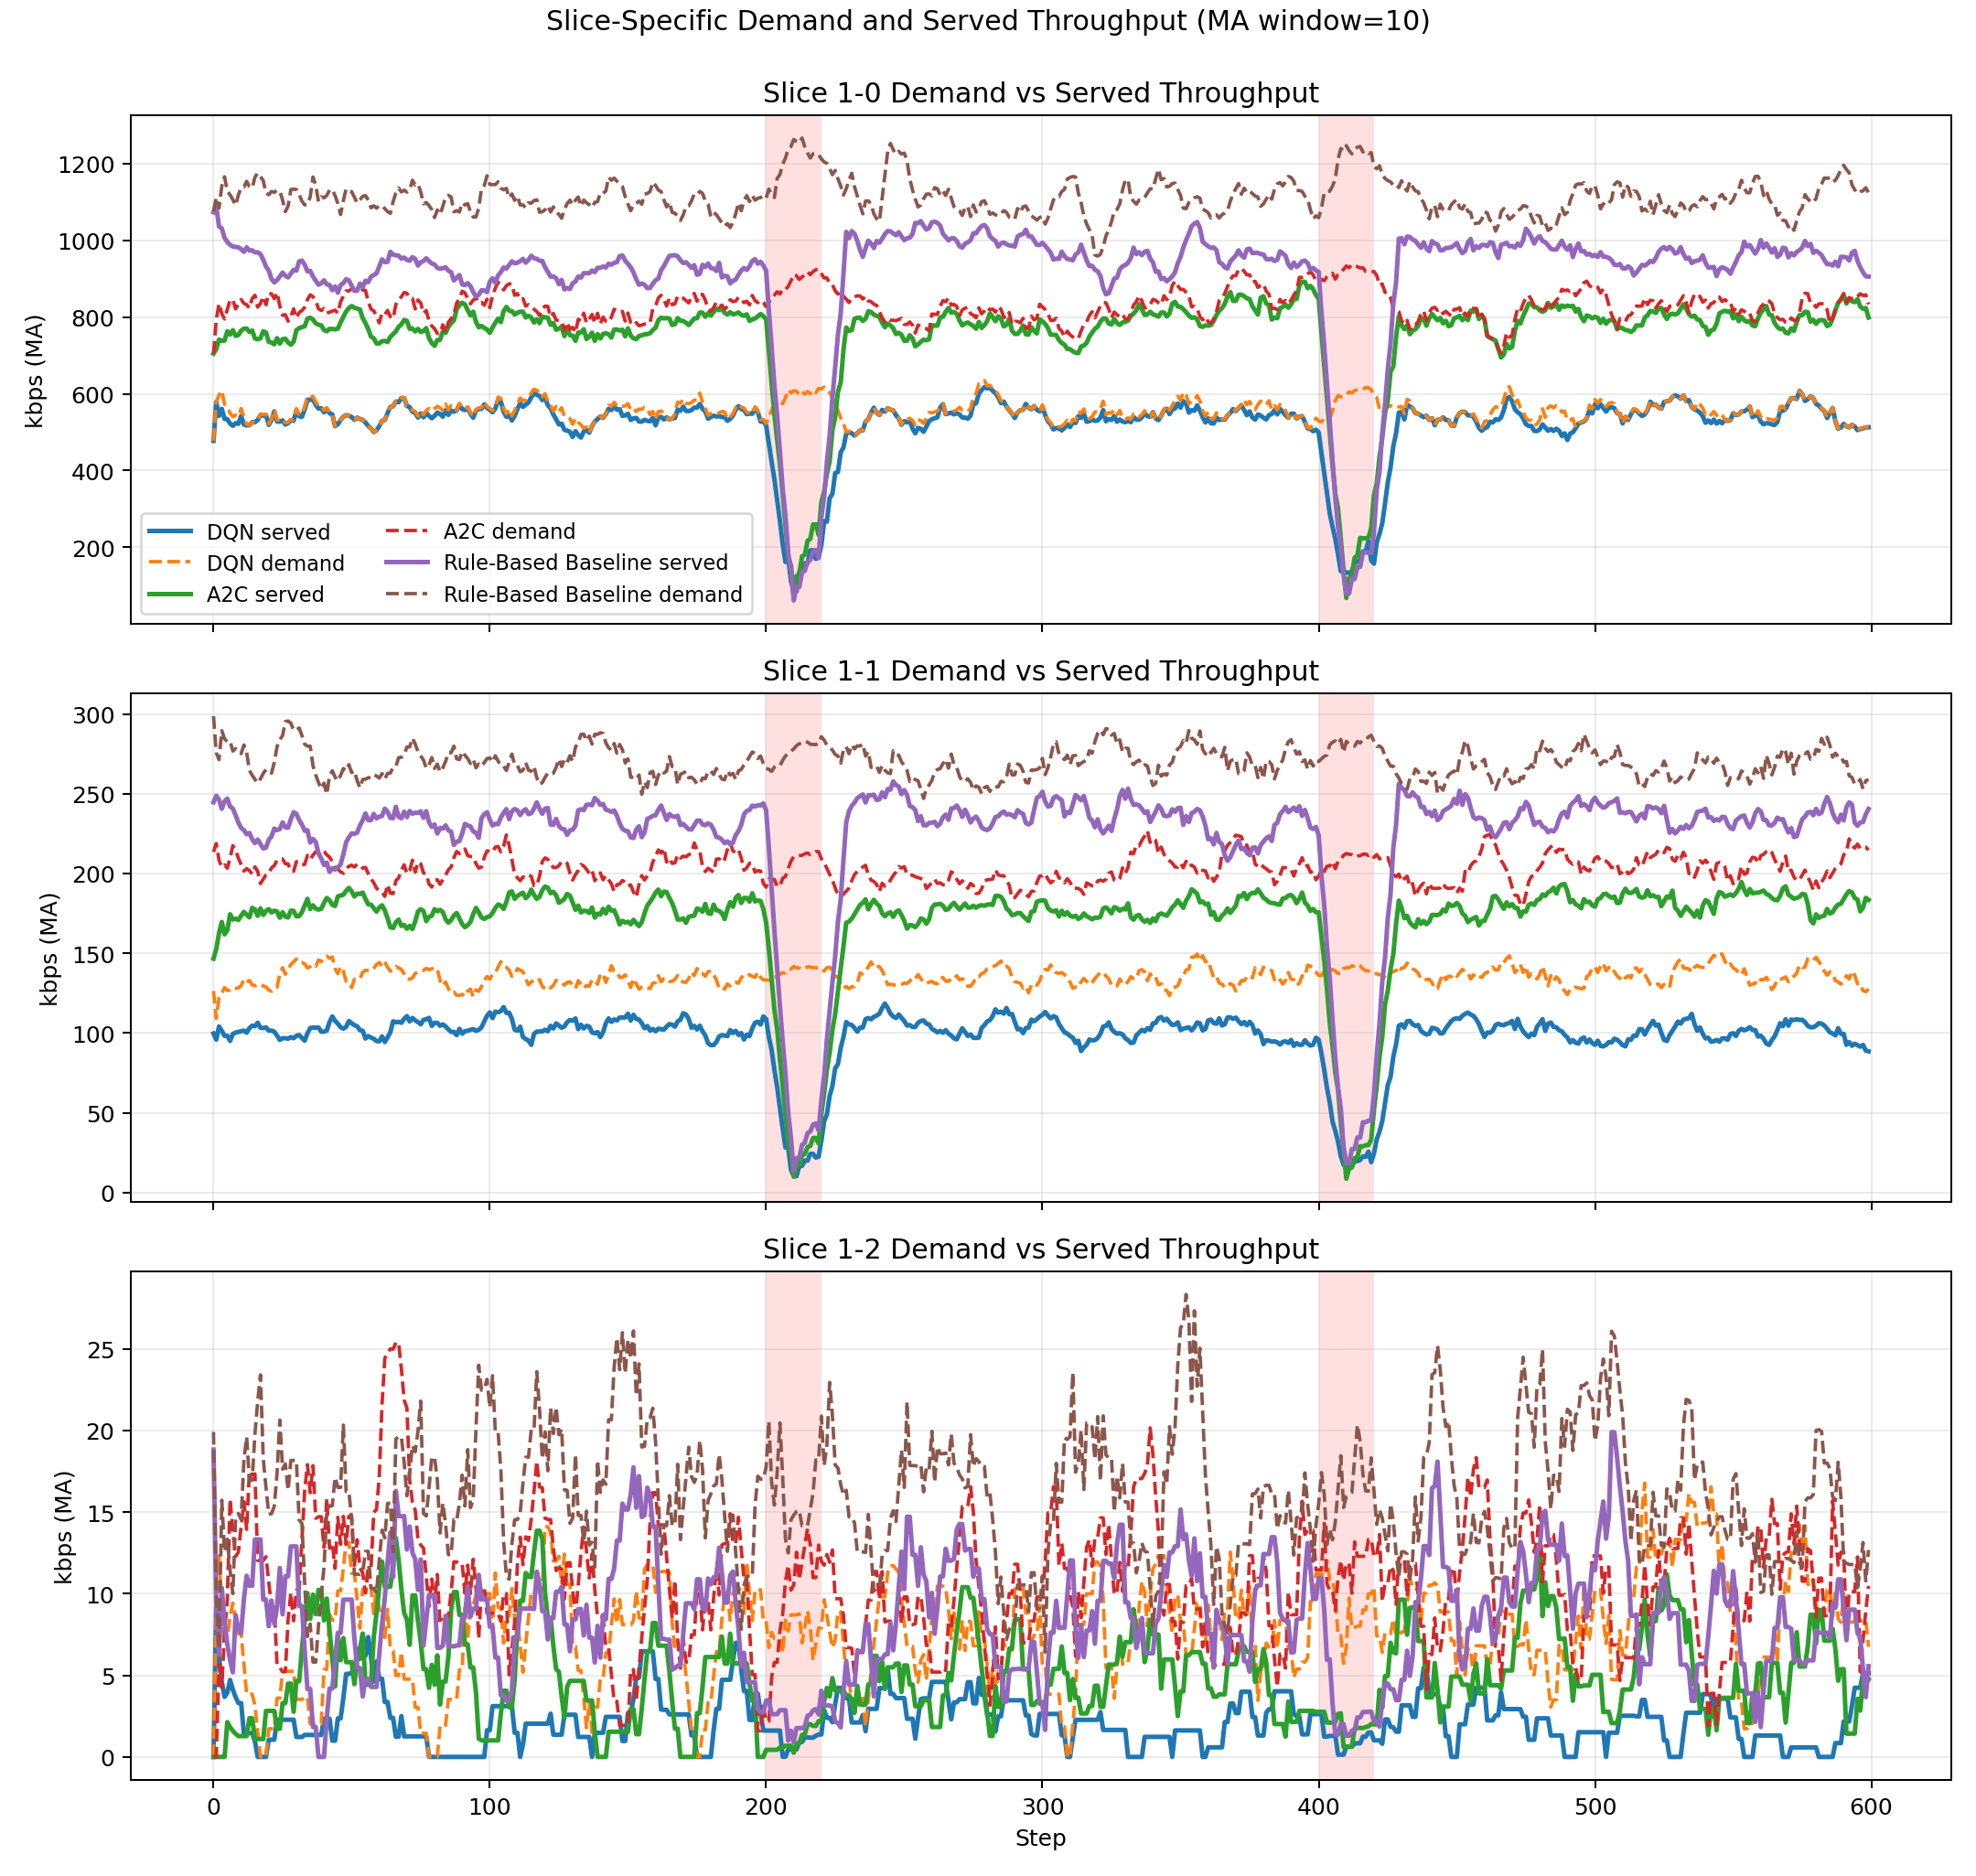 Slice-Specific Demand and Served Throughput (MA window=10)
Slice 1-0 Demand vs Served Throughput
kbps (MA)
1200
1000
800
600
400
200
DQN served
DQN demand
A2C served
A2C demand
Rule-Based Baseline served
Rule-Based Baseline demand
Slice 1-1 Demand vs Served Throughput
kbps (MA)
300
250
200
150
100
50
0
Slice 1-2 Demand vs Served Throughput
kbps (MA)
25
20
15
10
5
0
0 100 200 300 400 500 600
Step